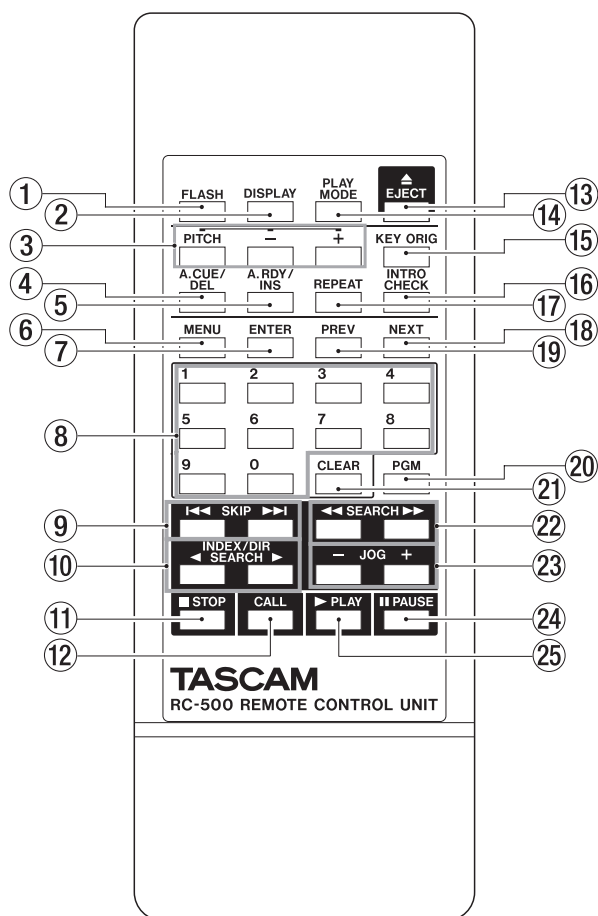 FLASH DISPLAY PLAY MODE ▲ EJECT
1 2 13 14
3 PITCH − + KEY ORIG 15
4 A.CUE/DEL A.RDY/INS REPEAT INTRO CHECK 16
5 17
6 MENU ENTER PREV NEXT 18
7 19
1 2 3 4
8 5 6 7 8
9 0 CLEAR PGM 20
21
9 I◀◀ SKIP ▶▶I ◀◀ SEARCH ▶▶ 22
10 INDEX/DIR
◀ SEARCH ▶ − JOG + 23
11 ■ STOP CALL ▶ PLAY II PAUSE 24
12 25
TASCAM
RC-500 REMOTE CONTROL UNIT